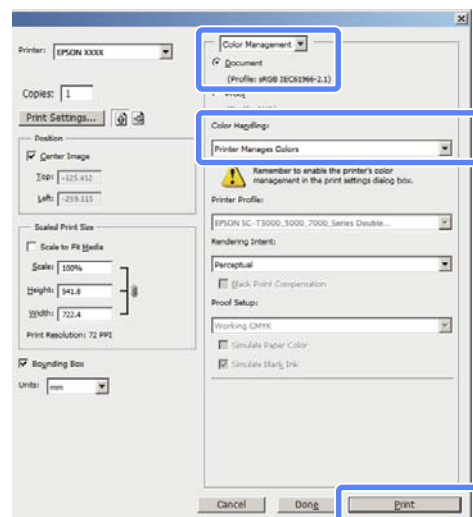 Printer: EPSON XXXX
Copies: 1
Print Settings...
Position
Center Image
Top: -125.412
Left: -259.115
Scaled Print Size
Scale to Fit Media
Scale: 100%
Height: 541.8
Width: 722.4
Print Resolution: 72 PPI
Bounding Box
Units: mm
Color Management
Document
(Profile: sRGB IEC61966-2.1)
Proof
Color Handling:
Printer Manages Colors
Remember to enable the printer's color
management in the print settings dialog box.
Printer Profile:
EPSON SC-T3000_5000_7000_Series Double...
Rendering Intent:
Perceptual
Black Point Compensation
Proof Setup:
Working CMYK
Simulate Paper Color
Simulate Black Ink
Cancel
Done
Print